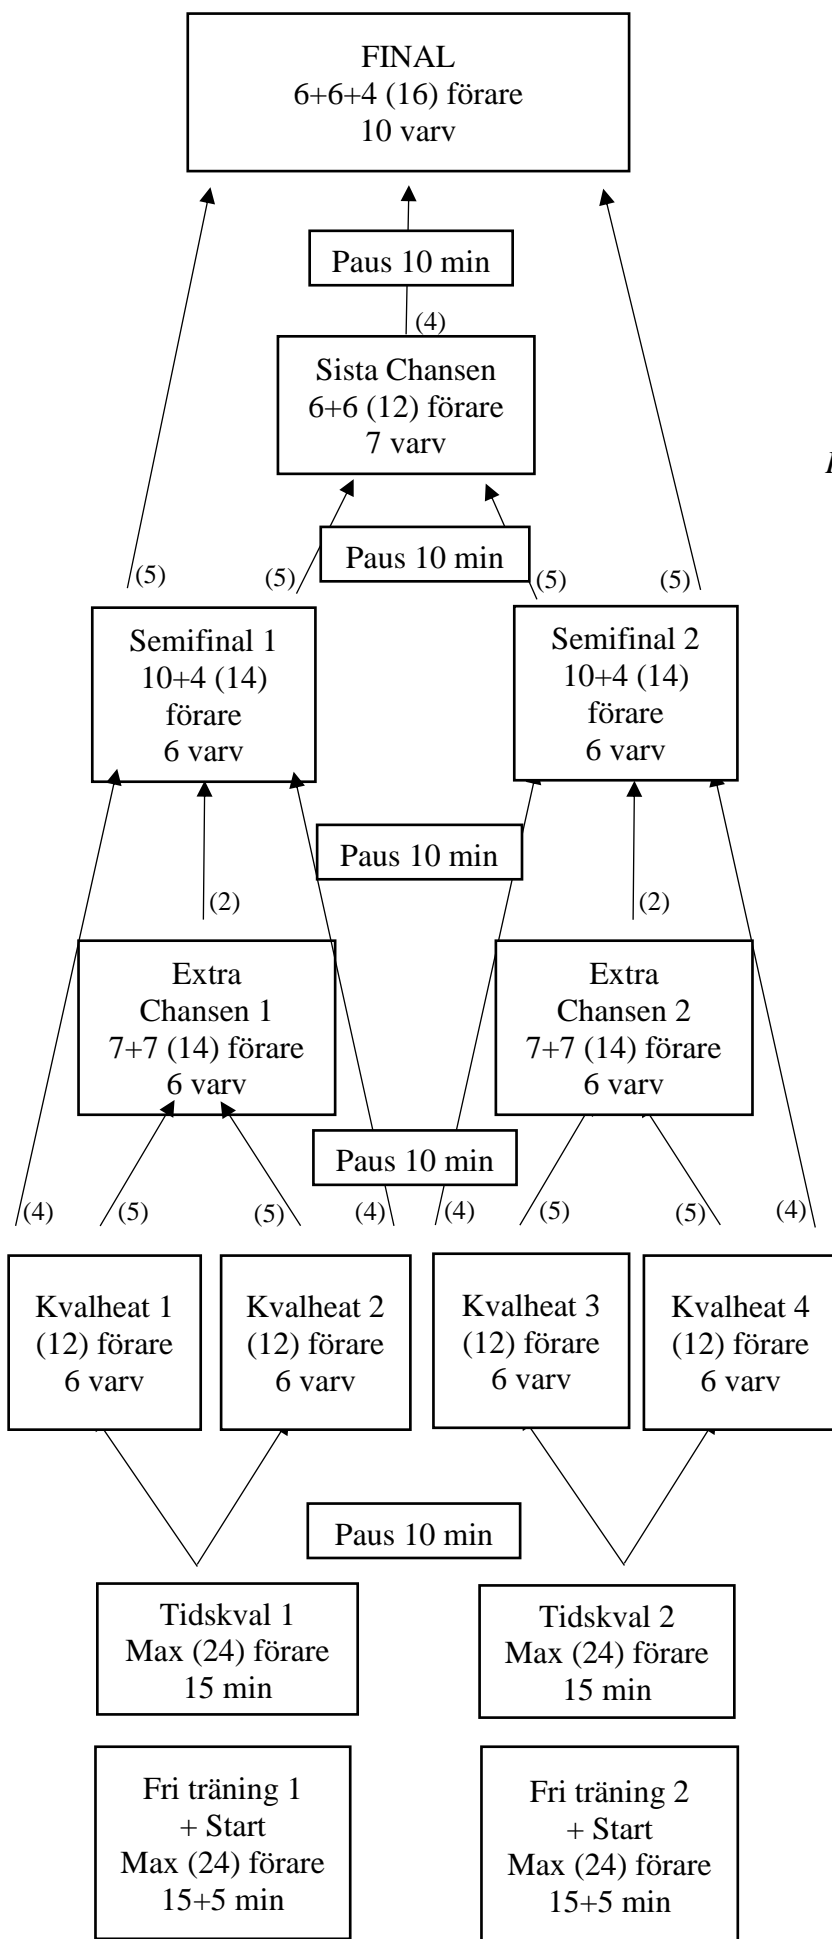 FINAL
6+6+4 (16) förare
10 varv
Paus 10 min
(4)
Sista Chansen
6+6 (12) förare
7 varv
Paus 10 min
(5)
(5)
(5)
(5)
Semifinal 1
10+4 (14)
förare
6 varv
Semifinal 2
10+4 (14)
förare
6 varv
Paus 10 min
(2)
(2)
Extra
Chansen 1
7+7 (14) förare
6 varv
Extra
Chansen 2
7+7 (14) förare
6 varv
Paus 10 min
(4)
(5)
(5)
(4)
(4)
(5)
(5)
(4)
Kvalheat 1
(12) förare
6 varv
Kvalheat 2
(12) förare
6 varv
Kvalheat 3
(12) förare
6 varv
Kvalheat 4
(12) förare
6 varv
Paus 10 min
Tidskval 1
Max (24) förare
15 min
Tidskval 2
Max (24) förare
15 min
Fri träning 1
+ Start
Max (24) förare
15+5 min
Fri träning 2
+ Start
Max (24) förare
15+5 min